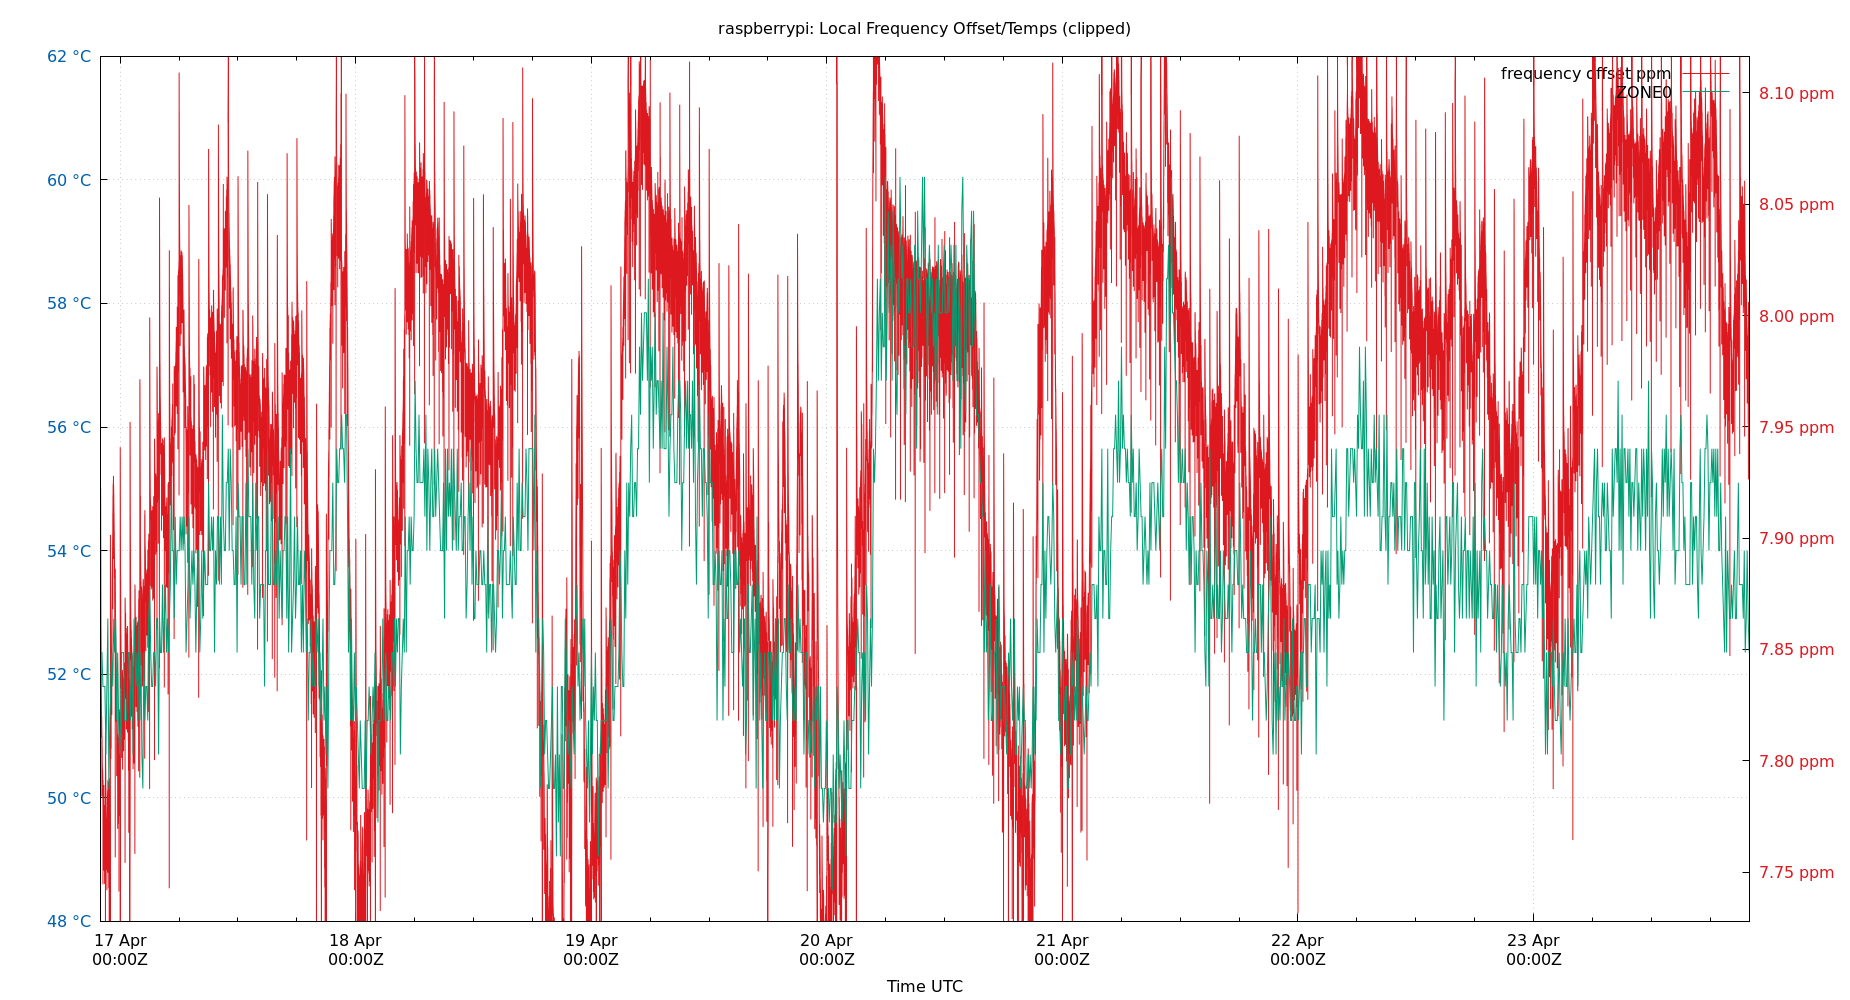 raspberrypi: Local Frequency Offset/Temps (clipped)
62 °C
60 °C
58 °C
56 °C
54 °C
52 °C
50 °C
48 °C
frequency offset ppm
ZONE0
8.10 ppm
8.05 ppm
8.00 ppm
7.95 ppm
7.90 ppm
7.85 ppm
7.80 ppm
7.75 ppm
17 Apr
00:00Z
18 Apr
00:00Z
19 Apr
00:00Z
20 Apr
00:00Z
21 Apr
00:00Z
22 Apr
00:00Z
23 Apr
00:00Z
Time UTC